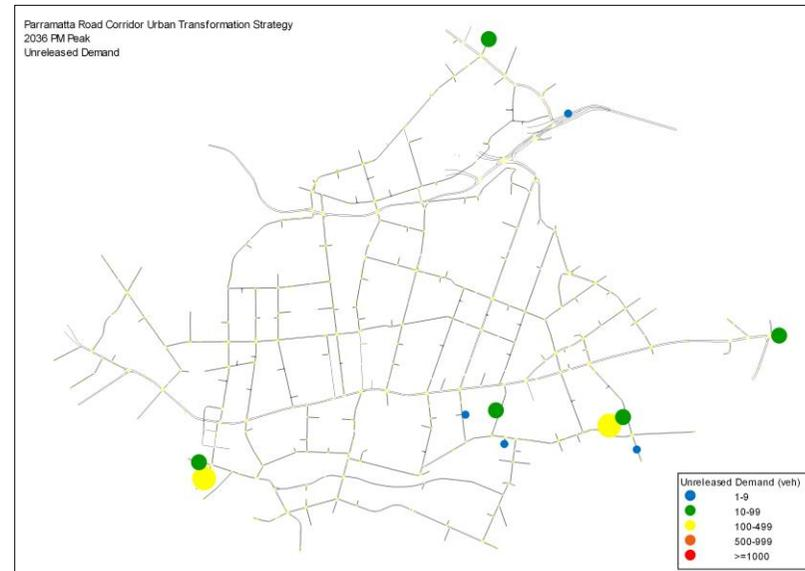 Parramatta Road Corridor Urban Transformation Strategy
2036 PM Peak
Unreleased Demand
Unreleased Demand (veh)
1-9
10-99
100-499
500-999
>=1000